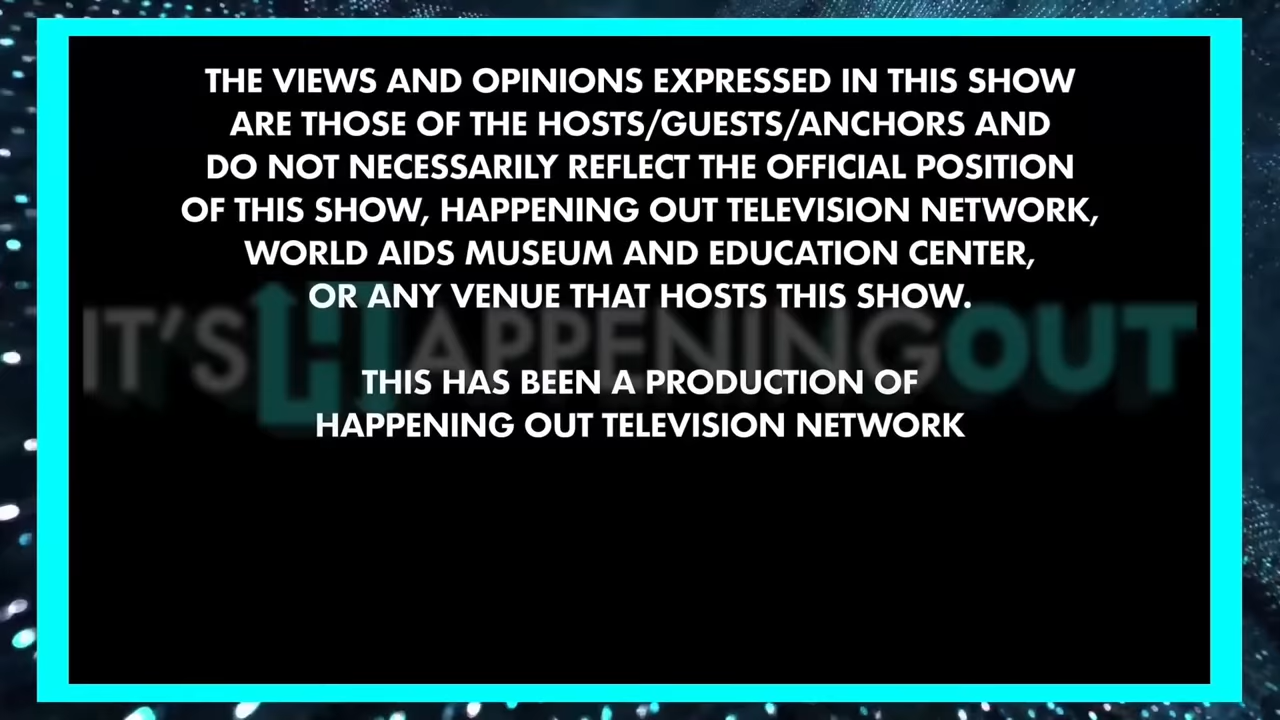 THE VIEWS AND OPINIONS EXPRESSED IN THIS SHOW
ARE THOSE OF THE HOSTS/GUESTS/ANCHORS AND
DO NOT NECESSARILY REFLECT THE OFFICIAL POSITION
OF THIS SHOW, HAPPENING OUT TELEVISION NETWORK,
WORLD AIDS MUSEUM AND EDUCATION CENTER,
OR ANY VENUE THAT HOSTS THIS SHOW.
IT'S HAPPENINGOUT
THIS HAS BEEN A PRODUCTION OF
HAPPENING OUT TELEVISION NETWORK